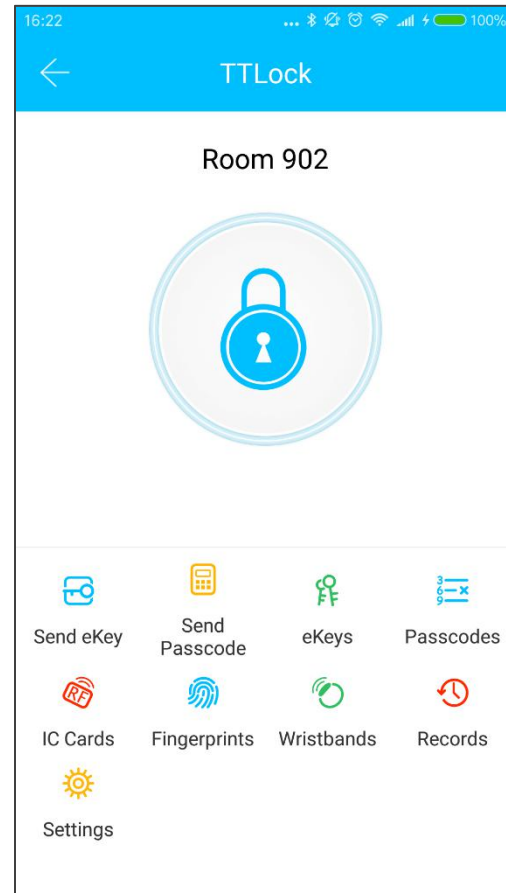 16:22 ... 100%
TTLock
Room 902
Send eKey
Send
Passcode
eKeys
Passcodes
IC Cards
Fingerprints
Wristbands
Records
Settings